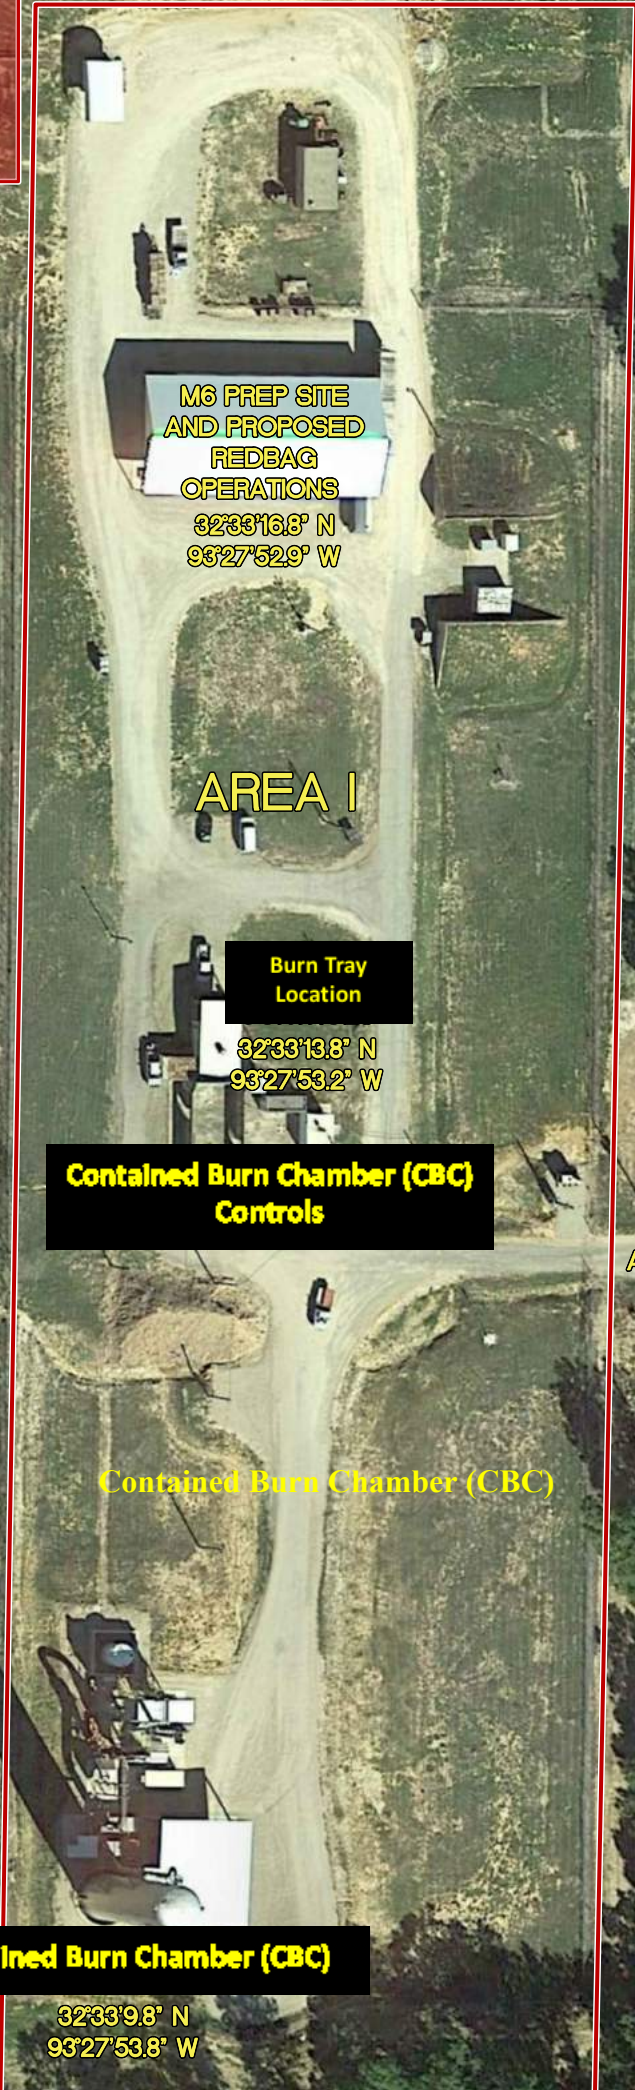 M6 PREP SITE
AND PROPOSED
REDBAG
OPERATIONS
32°33'16.8" N
93°27'52.9" W
AREA I
Burn Tray
Location
32°33'13.8" N
93°27'53.2" W
Contained Burn Chamber (CBC)
Controls
A
Contained Burn Chamber (CBC)
ined Burn Chamber (CBC)
32°33'9.8" N
93°27'53.8" W